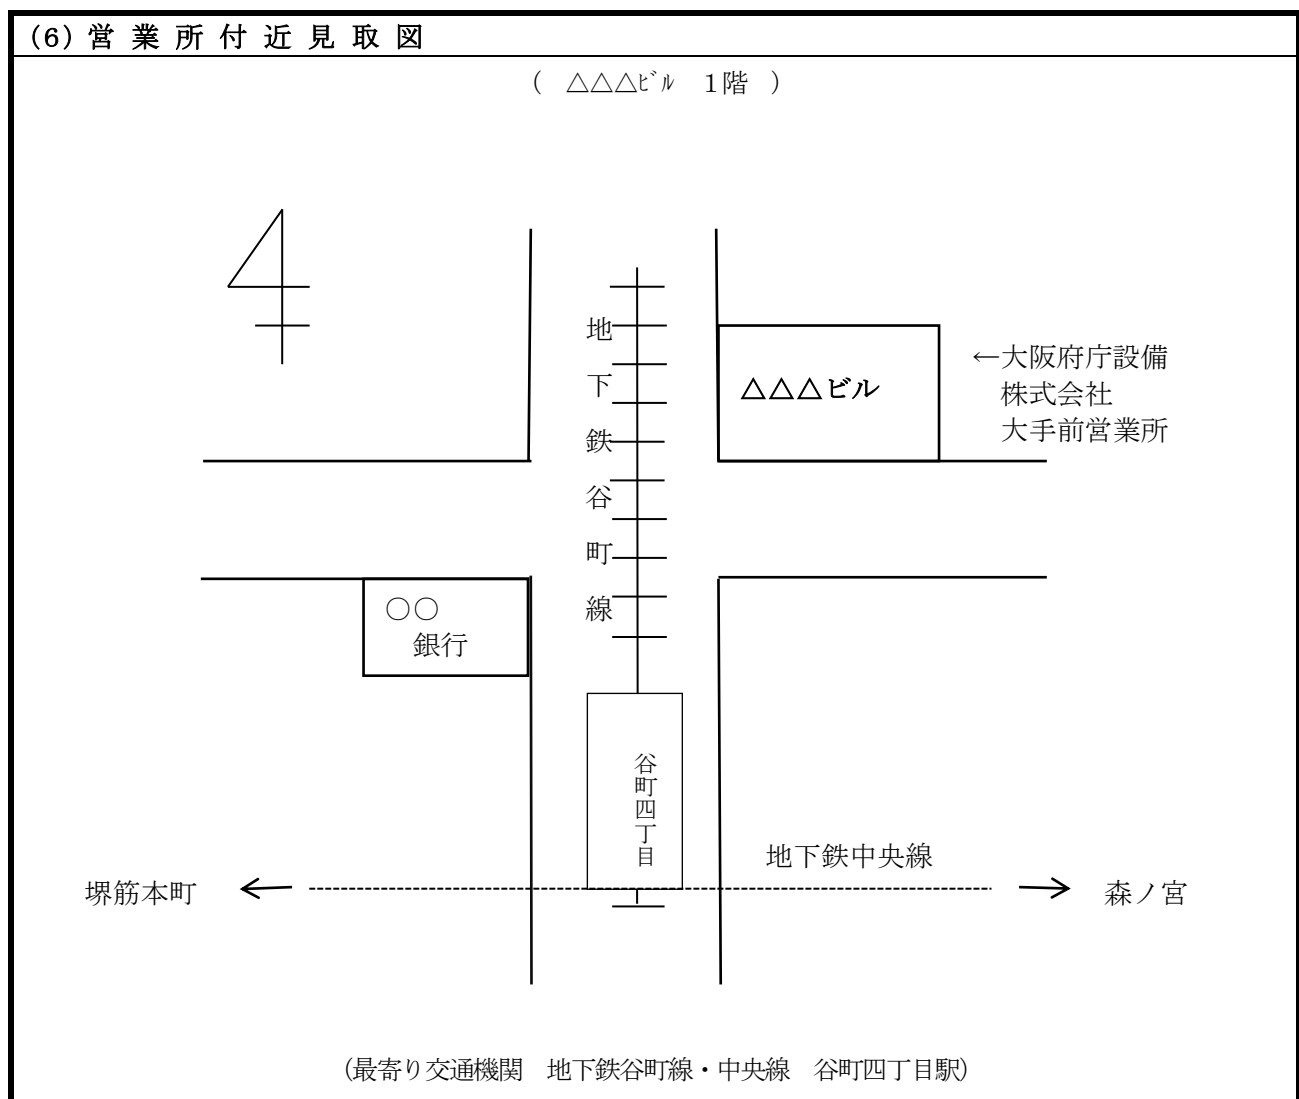 (6) 営業所付近見取図
（　△△△ﾋﾞﾙ　１階　）
地下鉄谷町線
△△△ビル
←大阪府庁設備
株式会社
大手前営業所
〇〇
銀行
谷町四丁目
地下鉄中央線
堺筋本町
森ノ宮
(最寄り交通機関　地下鉄谷町線・中央線　谷町四丁目駅)